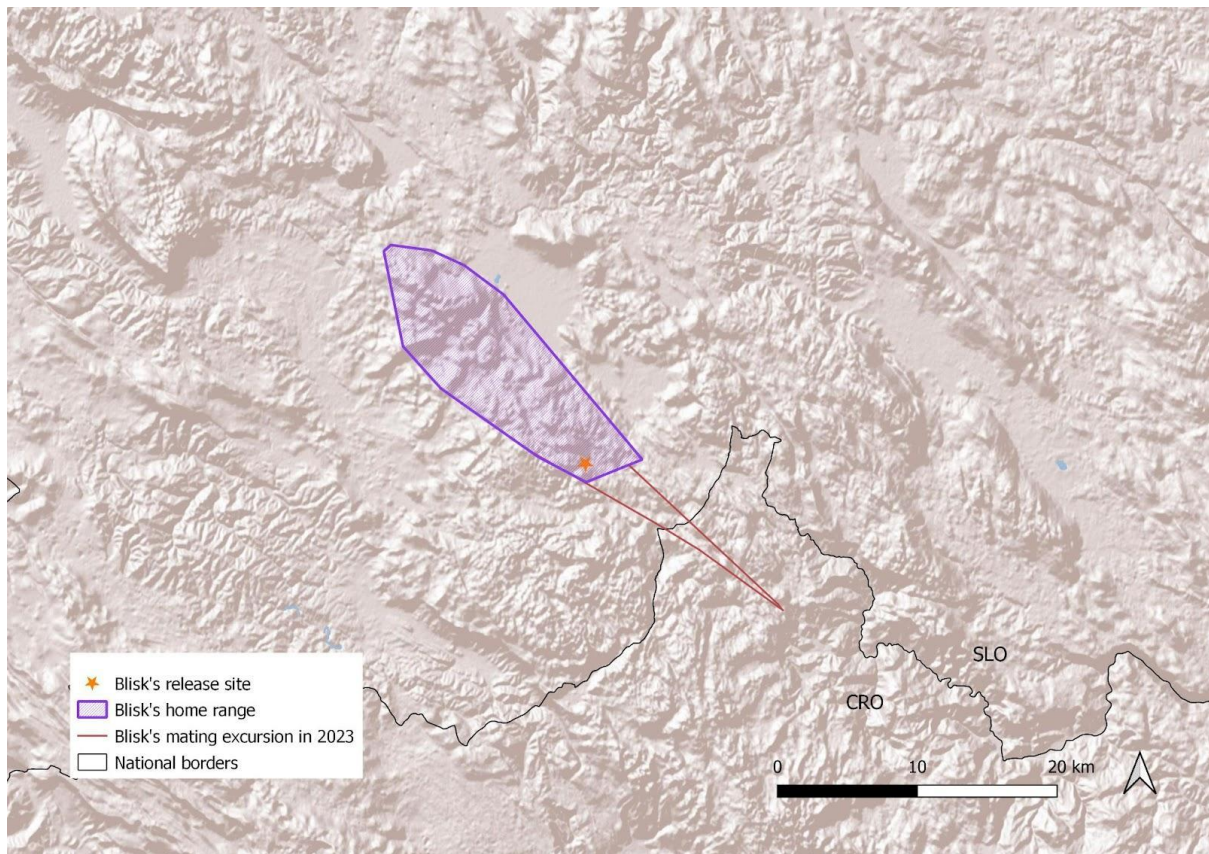 SLO
CRO
Blisk's release site
Blisk's home range
Blisk's mating excursion in 2023
National borders
0 10 20 km